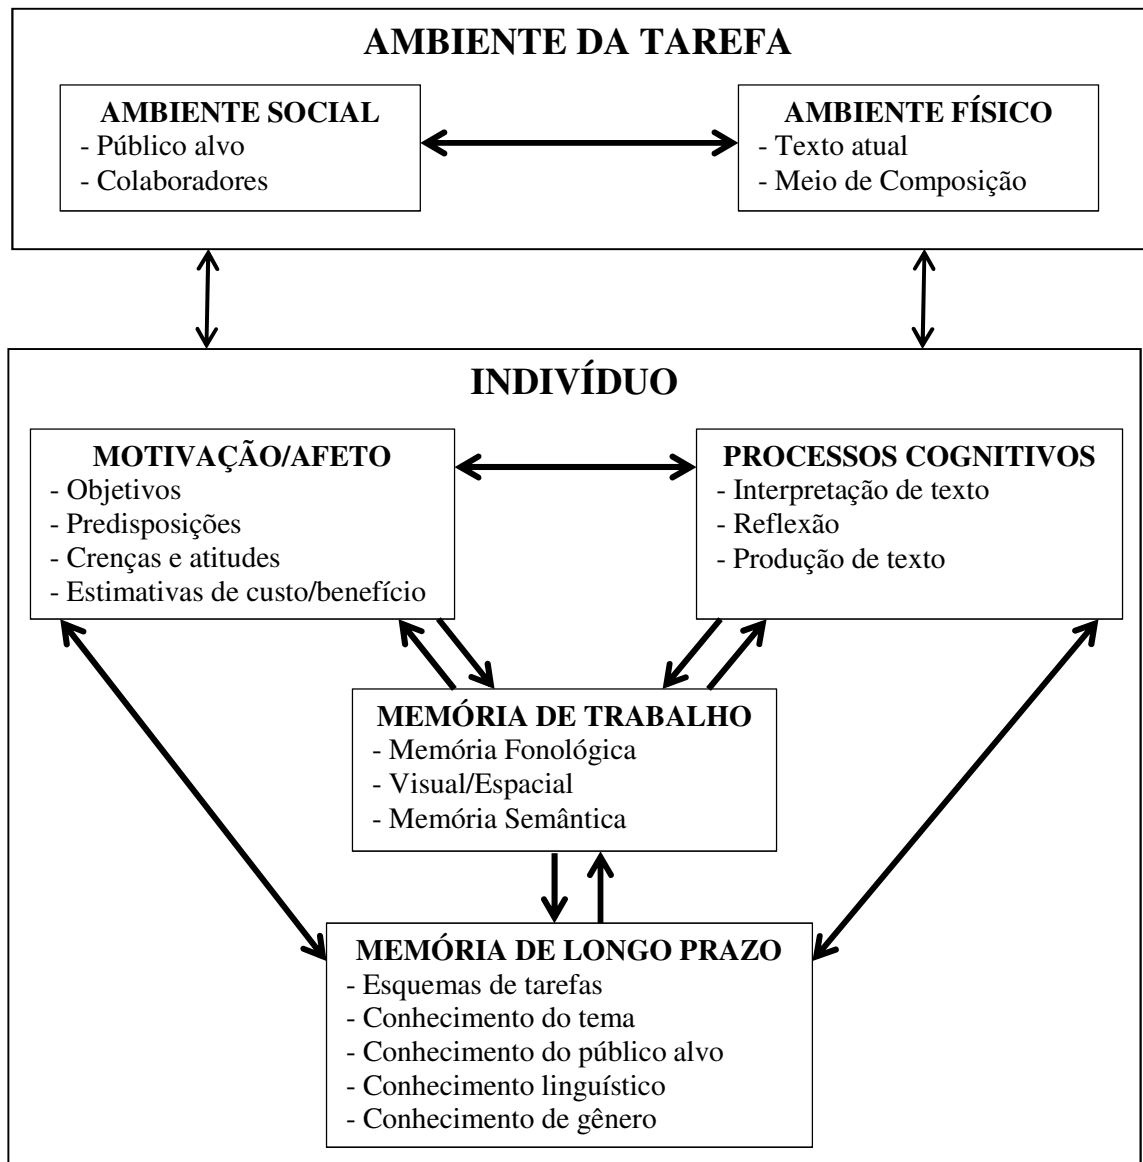 AMBIENTE DA TAREFA
AMBIENTE SOCIAL
- Público alvo
- Colaboradores
AMBIENTE FÍSICO
- Texto atual
- Meio de Composição
INDIVÍDUO
MOTIVAÇÃO/AFETO
- Objetivos
- Predisposições
- Crenças e atitudes
- Estimativas de custo/benefício
PROCESSOS COGNITIVOS
- Interpretação de texto
- Reflexão
- Produção de texto
MEMÓRIA DE TRABALHO
- Memória Fonológica
- Visual/Espacial
- Memória Semântica
MEMÓRIA DE LONGO PRAZO
- Esquemas de tarefas
- Conhecimento do tema
- Conhecimento do público alvo
- Conhecimento linguístico
- Conhecimento de gênero